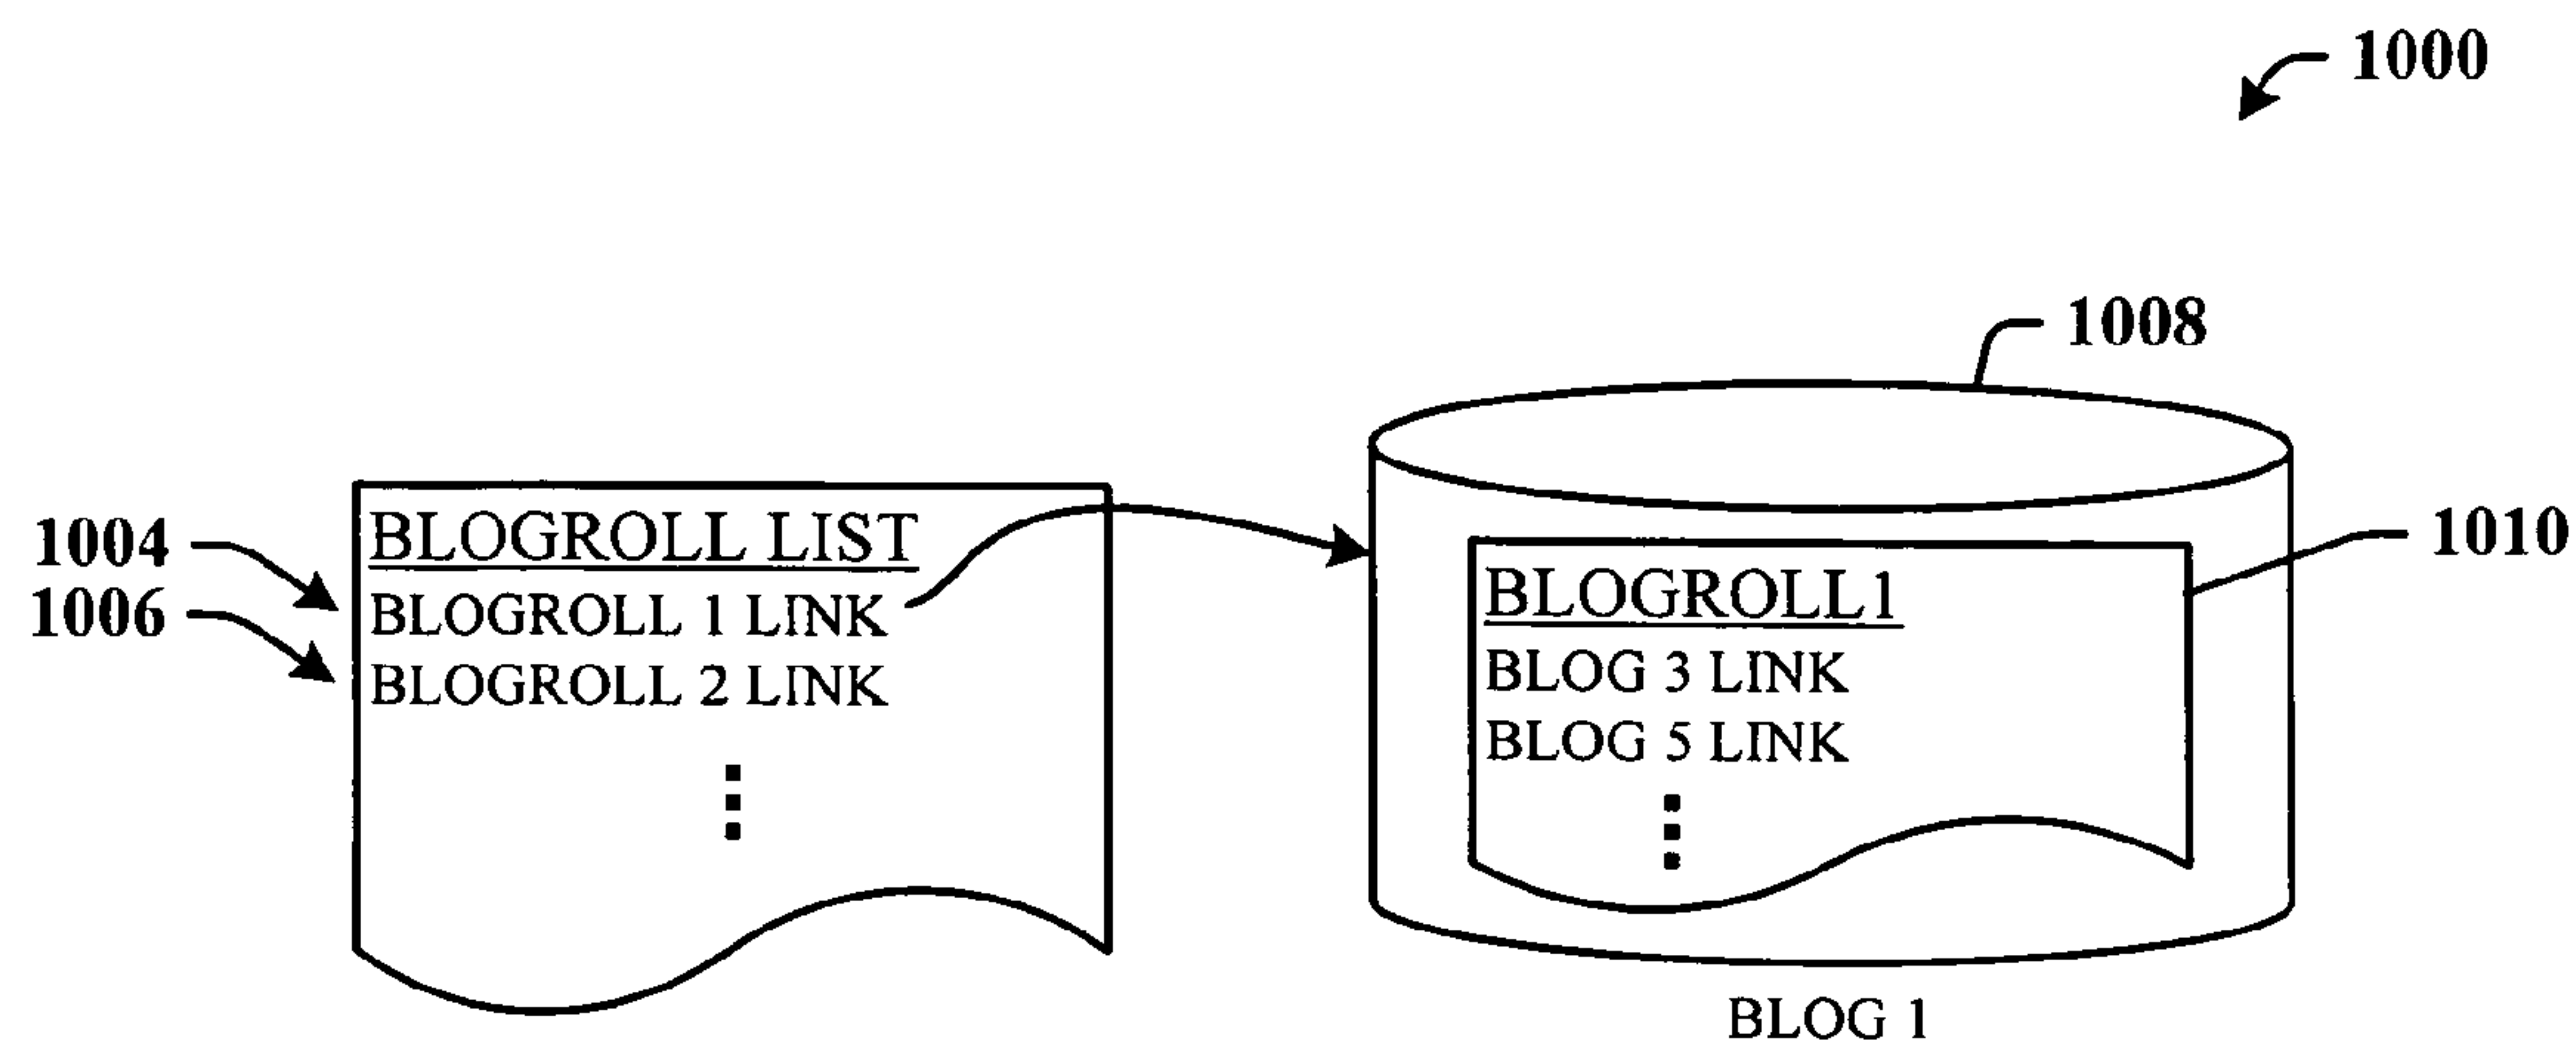 1000
1008
BLOGROLL LIST
1004
BLOGROLL 1 LINK
1006
BLOGROLL 2 LINK
1010
BLOGROLL1
BLOG 3 LINK
BLOG 5 LINK
BLOG 1